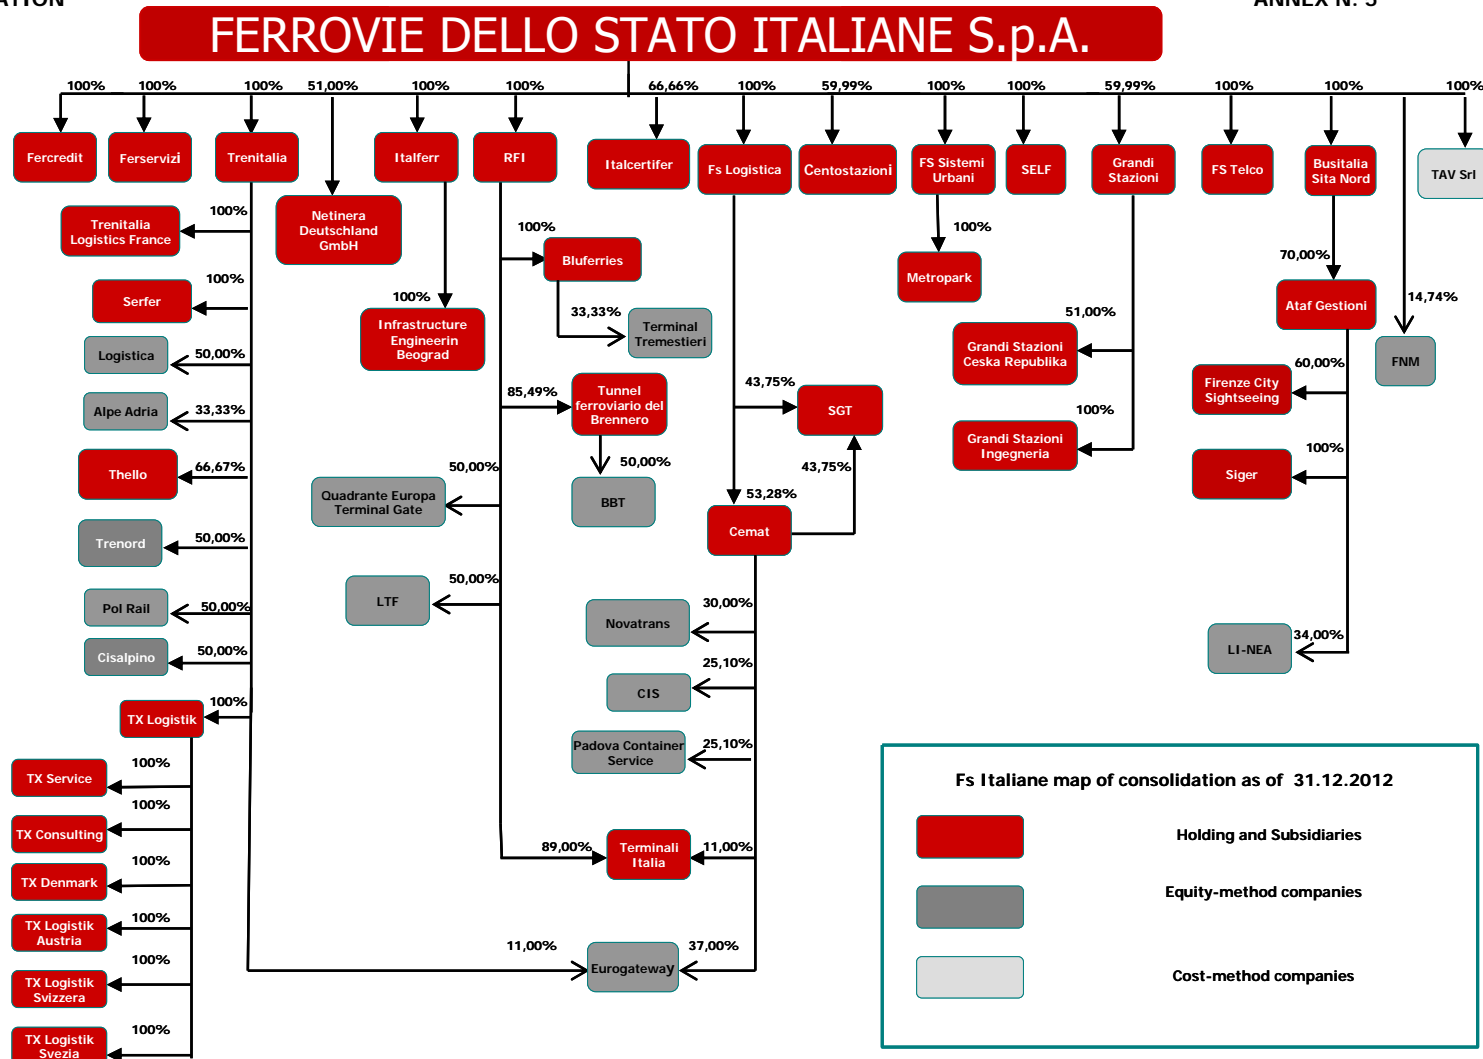 ANNEX N. 3
FERROVIE DELLO STATO ITALIANE S.p.A.
100%
100%
100%
51,00%
100%
100%
66,66%
100%
59,99%
100%
100%
59,99%
100%
100%
100%
Fercredit
Ferservizi
Trenitalia
Italferr
RFI
Italcertifer
Fs Logistica
Centostazioni
FS Sistemi
Urbani
SELF
Grandi
Stazioni
FS Telco
Busitalia
Sita Nord
TAV Srl
Trenitalia
Logistics France
100%
Netinera
Deutschland
GmbH
100%
Bluferries
100%
Metropark
70,00%
Ataf Gestioni
14,74%
FNM
100%
Serfer
100%
Infrastructure
Engineerin
Beograd
33,33%
Terminal
Tremestieri
51,00%
Grandi Stazioni
Ceska Republika
Logistica
50,00%
60,00%
Firenze City
Sightseeing
Alpe Adria
33,33%
85,49%
Tunnel
ferroviario del
Brennero
43,75%
SGT
100%
Grandi Stazioni
Ingegneria
100%
Siger
Thello
66,67%
50,00%
Quadrante Europa
Terminal Gate
50,00%
BBT
43,75%
53,28%
Cemat
Trenord
50,00%
Pol Rail
50,00%
50,00%
LTF
30,00%
Novatrans
34,00%
LI-NEA
Cisalpino
50,00%
25,10%
CIS
100%
TX Logistik
25,10%
Padova Container
Service
100%
TX Service
100%
TX Consulting
100%
TX Denmark
100%
TX Logistik
Austria
100%
TX Logistik
Svizzera
100%
TX Logistik
Svezia
89,00%
Terminali
Italia
11,00%
11,00%
Eurogateway
37,00%
Fs Italiane map of consolidation as of 31.12.2012
Holding and Subsidiaries
Equity-method companies
Cost-method companies